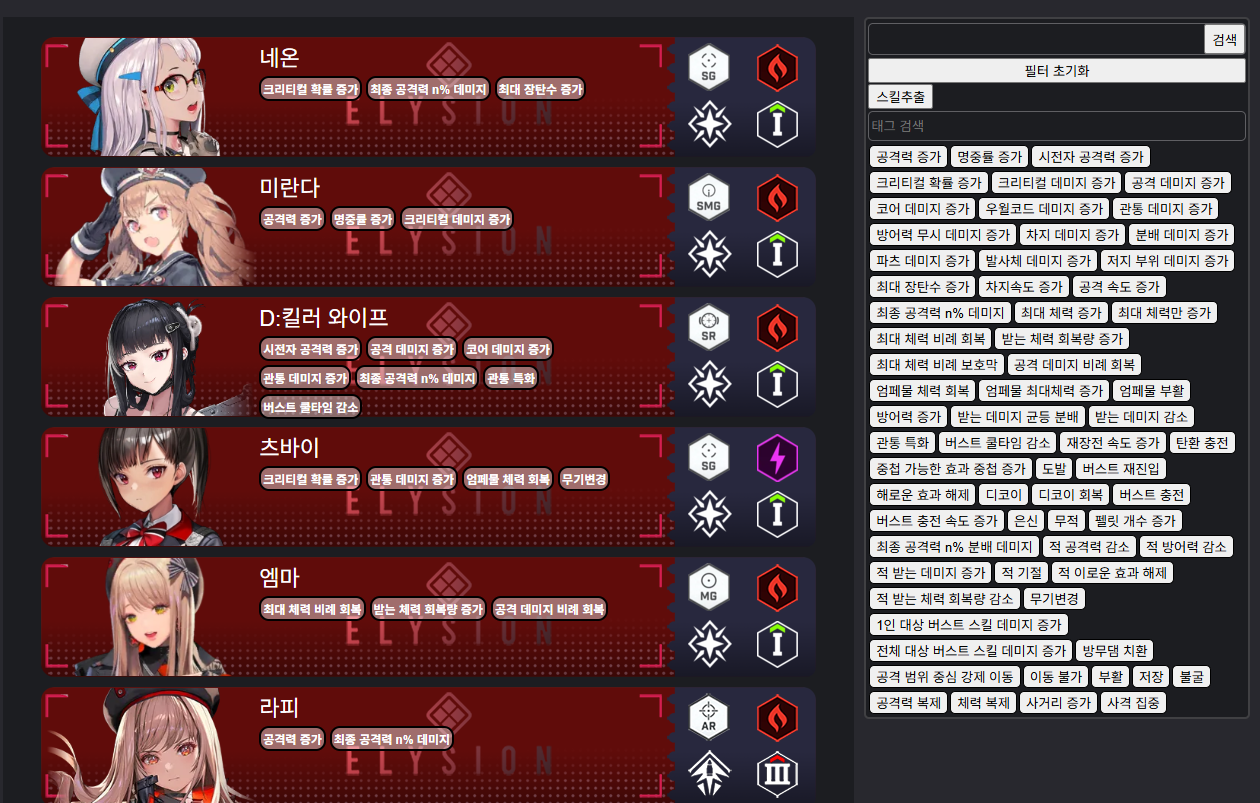 네온
크리티컬 확률 증가 최종 공격력 n% 데미지 최대 장탄수 증가
ELYSION
SG
I
미란다
공격력 증가 명중률 증가 크리티컬 데미지 증가
ELYSION
SMG
I
D:킬러 와이프
시전자 공격력 증가 공격 데미지 증가 코어 데미지 증가
관통 데미지 증가 최종 공격력 n% 데미지 관통 특화
버스트 쿨타임 감소
SR
I
츠바이
크리티컬 확률 증가 관통 데미지 증가 엄폐물 체력 회복 무기변경
ELYSION
SG
I
엠마
최대 체력 비례 회복 받는 체력 회복량 증가 공격 데미지 비례 회복
ELYSION
MG
I
라피
공격력 증가 최종 공격력 n% 데미지
ELYSION
AR
III
검색
필터 초기화
스킬추출
태그 검색
공격력 증가 명중률 증가 시전자 공격력 증가
크리티컬 확률 증가 크리티컬 데미지 증가 공격 데미지 증가
코어 데미지 증가 우월코드 데미지 증가 관통 데미지 증가
방어력 무시 데미지 증가 차지 데미지 증가 분배 데미지 증가
파츠 데미지 증가 발사체 데미지 증가 저지 부위 데미지 증가
최대 장탄수 증가 차지속도 증가 공격 속도 증가
최종 공격력 n% 데미지 최대 체력 증가 최대 체력만 증가
최대 체력 비례 회복 받는 체력 회복량 증가
최대 체력 비례 보호막 공격 데미지 비례 회복
엄폐물 체력 회복 엄폐물 최대체력 증가 엄폐물 부활
방어력 증가 받는 데미지 균등 분배 받는 데미지 감소
관통 특화 버스트 쿨타임 감소 재장전 속도 증가 탄환 충전
중첩 가능한 효과 중첩 증가 도발 버스트 재진입
해로운 효과 해제 디코이 디코이 회복 버스트 충전
버스트 충전 속도 증가 은신 무적 펠릿 개수 증가
최종 공격력 n% 분배 데미지 적 공격력 감소 적 방어력 감소
적 받는 데미지 증가 적 기절 적 이로운 효과 해제
적 받는 체력 회복량 감소 무기변경
1인 대상 버스트 스킬 데미지 증가
전체 대상 버스트 스킬 데미지 증가 방무댐 치환
공격 범위 중심 강제 이동 이동 불가 부활 저장 불굴
공격력 복제 체력 복제 사거리 증가 사격 집중